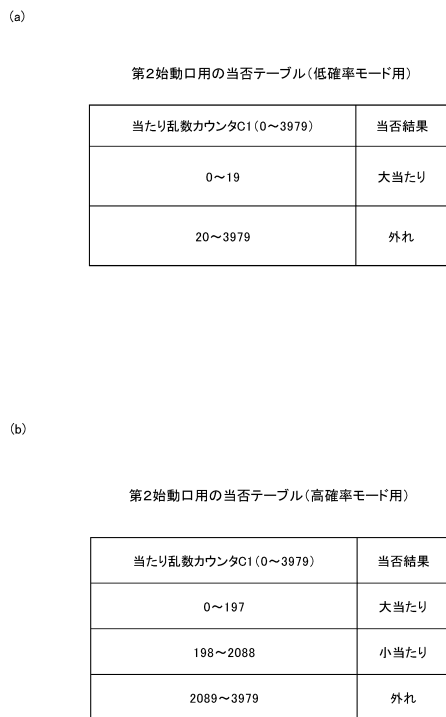 (a)
第2始動口用の当否テーブル(低確率モード用)
当たり乱数カウンタC1(0～3979) 当否結果
0～19 大当たり
20～3979 外れ
(b)
第2始動口用の当否テーブル(高確率モード用)
当たり乱数カウンタC1(0～3979) 当否結果
0～197 大当たり
198～2088 小当たり
2089～3979 外れ